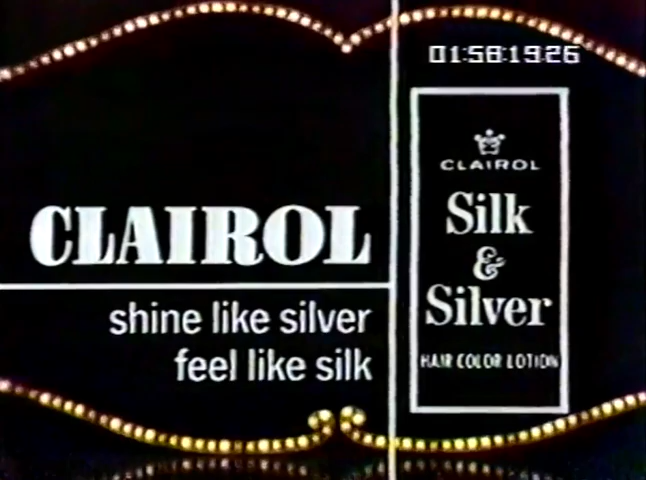 01:58:19.26
CLAIROL
shine like silver
feel like silk
CLAIROL
Silk
&
Silver
HAIR COLOR LOTION